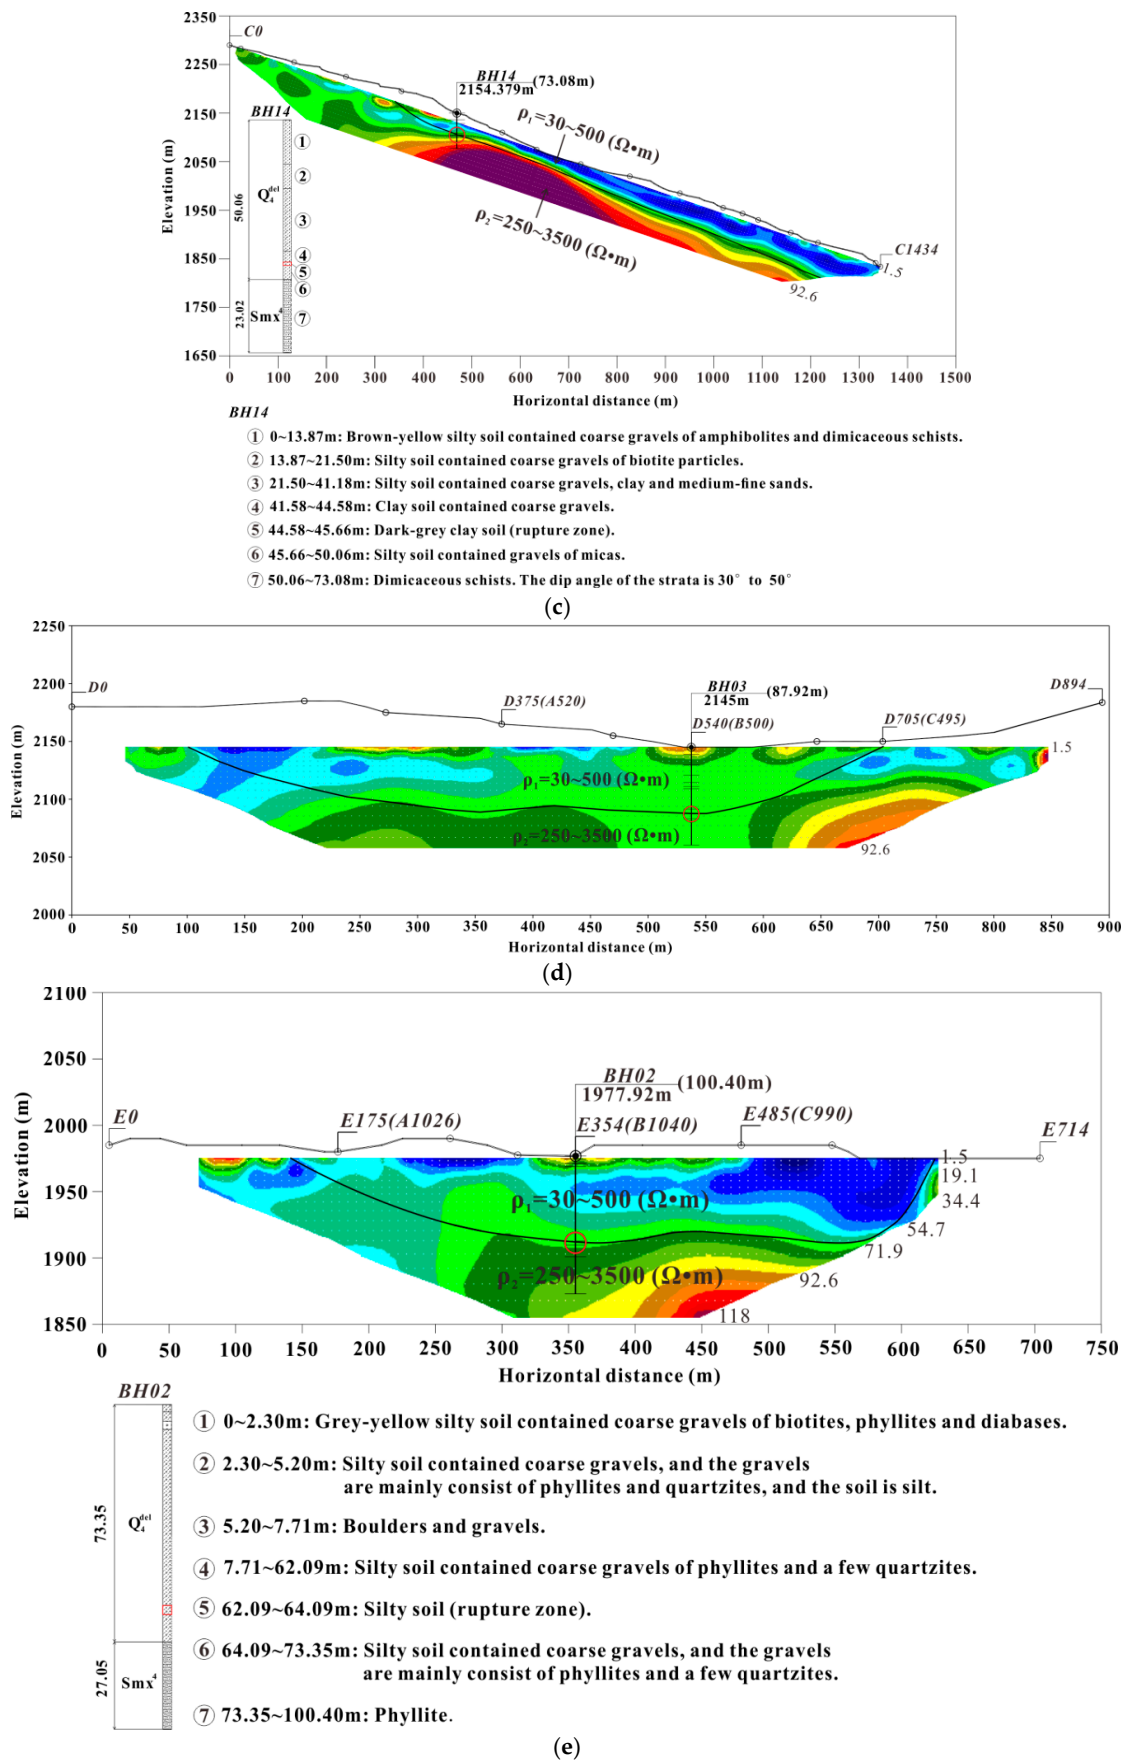 2350
2250
2150
2050
1950
1850
1750
1650
Elevation (m)
C0
BH14
2154.379m
(73.08m)
ρ1=30~500 (Ω•m)
ρ2=250~3500 (Ω•m)
C1434
1.5
92.6
BH14
50.06
Q4del
23.02
Smx4
①
②
③
④
⑤
⑥
⑦
0 100 200 300 400 500 600 700 800 900 1000 1100 1200 1300 1400 1500
Horizontal distance (m)
BH14
① 0~13.87m: Brown-yellow silty soil contained coarse gravels of amphibolites and dimicaceous schists.
② 13.87~21.50m: Silty soil contained coarse gravels of biotite particles.
③ 21.50~41.18m: Silty soil contained coarse gravels, clay and medium-fine sands.
④ 41.58~44.58m: Clay soil contained coarse gravels.
⑤ 44.58~45.66m: Dark-grey clay soil (rupture zone).
⑥ 45.66~50.06m: Silty soil contained gravels of micas.
⑦ 50.06~73.08m: Dimicaceous schists. The dip angle of the strata is 30° to 50°
(c)
2250
2200
2150
2100
2050
2000
Elevation (m)
D0
D375(A520)
BH03
2145m
(87.92m)
D540(B500)
D705(C495)
D894
1.5
ρ1=30~500 (Ω•m)
ρ2=250~3500 (Ω•m)
92.6
0 50 100 150 200 250 300 350 400 450 500 550 600 650 700 750 800 850 900
Horizontal distance (m)
(d)
2100
2050
2000
1950
1900
1850
Elevation (m)
E0
E175(A1026)
BH02
1977.92m
(100.40m)
E354(B1040)
E485(C990)
E714
1.5
19.1
34.4
54.7
71.9
92.6
118
ρ1=30~500 (Ω•m)
ρ2=250~3500 (Ω•m)
0 50 100 150 200 250 300 350 400 450 500 550 600 650 700 750
Horizontal distance (m)
BH02
73.35
Q4del
27.05
Smx4
① 0~2.30m: Grey-yellow silty soil contained coarse gravels of biotites, phyllites and diabases.
② 2.30~5.20m: Silty soil contained coarse gravels, and the gravels
are mainly consist of phyllites and quartzites, and the soil is silt.
③ 5.20~7.71m: Boulders and gravels.
④ 7.71~62.09m: Silty soil contained coarse gravels of phyllites and a few quartzites.
⑤ 62.09~64.09m: Silty soil (rupture zone).
⑥ 64.09~73.35m: Silty soil contained coarse gravels, and the gravels
are mainly consist of phyllites and a few quartzites.
⑦ 73.35~100.40m: Phyllite.
(e)